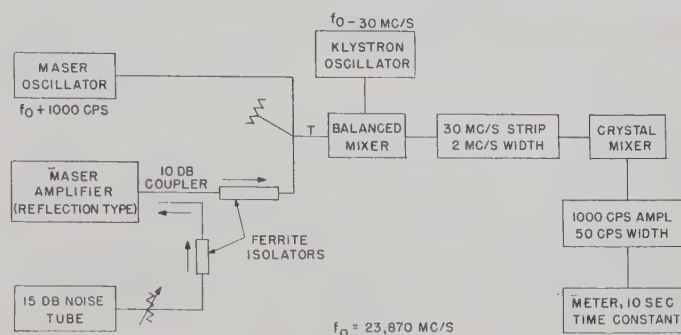 f₀ – 30 MC/S
KLYSTRON
OSCILLATOR
MASER
OSCILLATOR
f₀ + 1000 CPS
T
BALANCED
MIXER
30 MC/S STRIP
2 MC/S WIDTH
CRYSTAL
MIXER
MASER
AMPLIFIER
(REFLECTION TYPE)
10 DB
COUPLER
FERRITE
ISOLATORS
1000 CPS AMPL
50 CPS WIDTH
15 DB NOISE
TUBE
METER, 10 SEC
TIME CONSTANT
f₀ = 23,870 MC/S